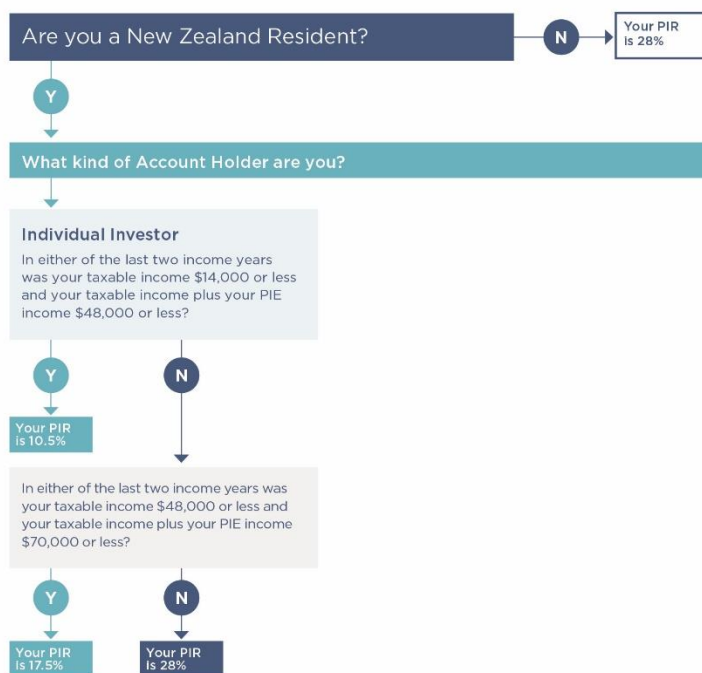 Are you a New Zealand Resident?
N
Your PIR
is 28%
Y
What kind of Account Holder are you?
Individual Investor
In either of the last two income years
was your taxable income $14,000 or less
and your taxable income plus your PIE
income $48,000 or less?
Y
N
Your PIR
is 10.5%
In either of the last two income years was
your taxable income $48,000 or less and
your taxable income plus your PIE income
$70,000 or less?
Y
N
Your PIR
is 17.5%
Your PIR
is 28%